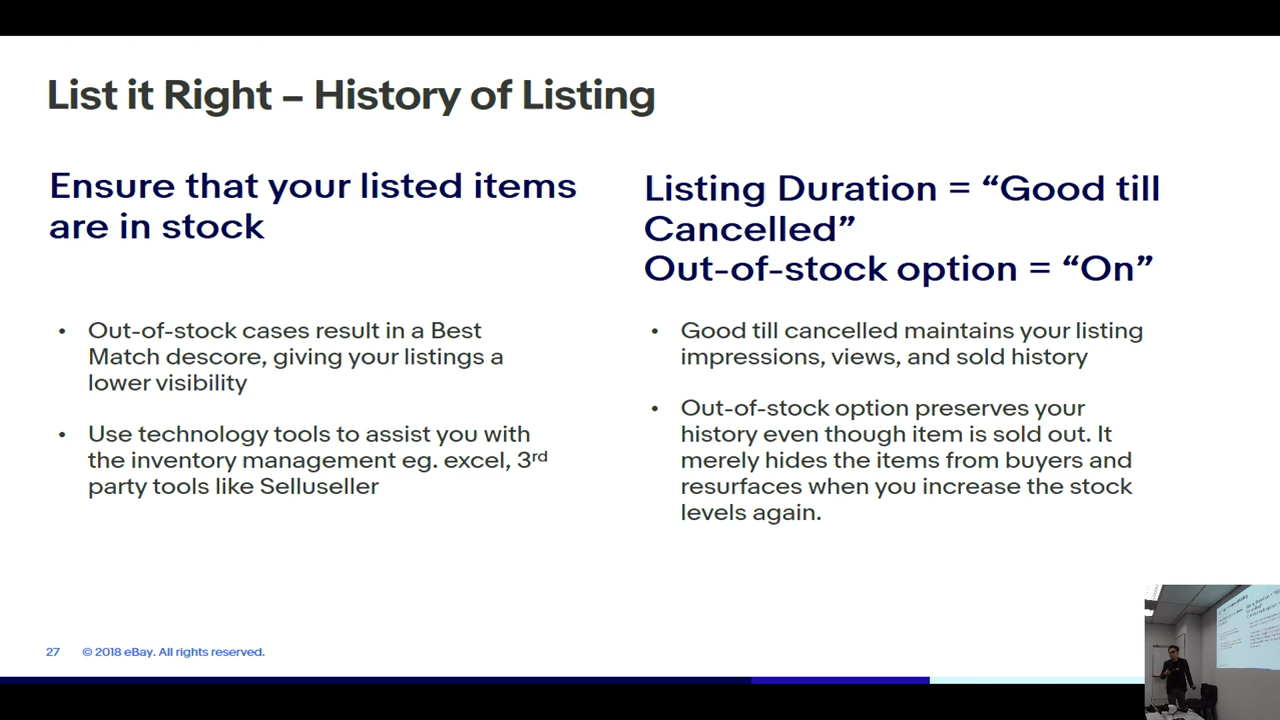 List it Right – History of Listing
Ensure that your listed items
are in stock
• Out-of-stock cases result in a Best
Match descore, giving your listings a
lower visibility
• Use technology tools to assist you with
the inventory management eg. excel, 3rd
party tools like Selluseller
Listing Duration = “Good till
Cancelled”
Out-of-stock option = “On”
• Good till cancelled maintains your listing
impressions, views, and sold history
• Out-of-stock option preserves your
history even though item is sold out. It
merely hides the items from buyers and
resurfaces when you increase the stock
levels again.
27 © 2018 eBay. All rights reserved.